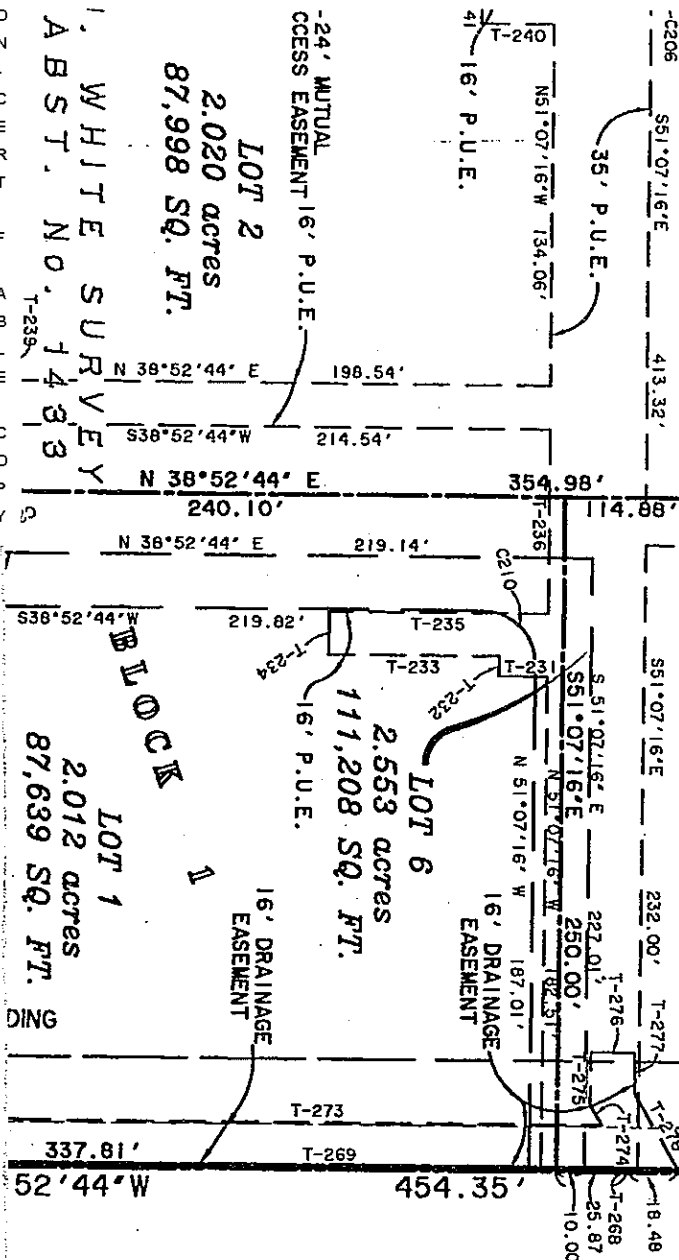 -C206
S51°07'16"E
413.32'
S51°07'16"E
232.00'
T-277
T-276
T-240
41
16' P.U.E.
N51°07'16"W 134.06'
35' P.U.E.
-24' MUTUAL
CCESS EASEMENT
16' P.U.E.
LOT 2
2.020 acres
87,998 SQ. FT.
WHITE SURVEY
ABST. No. 1433
T-239
N 38°52'44" E 198.54'
S38°52'44"W 214.54'
N 38°52'44" E 354.98'
240.10' 114.88'
T-236
N 38°52'44" E 219.14'
C210
S38°52'44"W 219.82'
T-235
T-234
T-233
T-232
T-231
16' P.U.E.
S 51°07'16" E 227.01'
S51°07'16"E 250.00'
N 51°07'16" W 182.51'
N 51°07'16" W 187.01'
LOT 6
2.553 acres
111,208 SQ. FT.
BLOCK 1
LOT 1
2.012 acres
87,639 SQ. FT.
16' DRAINAGE
EASEMENT
16' DRAINAGE
EASEMENT
DING
T-275
T-274
T-268
18.48
25.87
10.00
T-273
337.81' T-269
52'44"W 454.35'